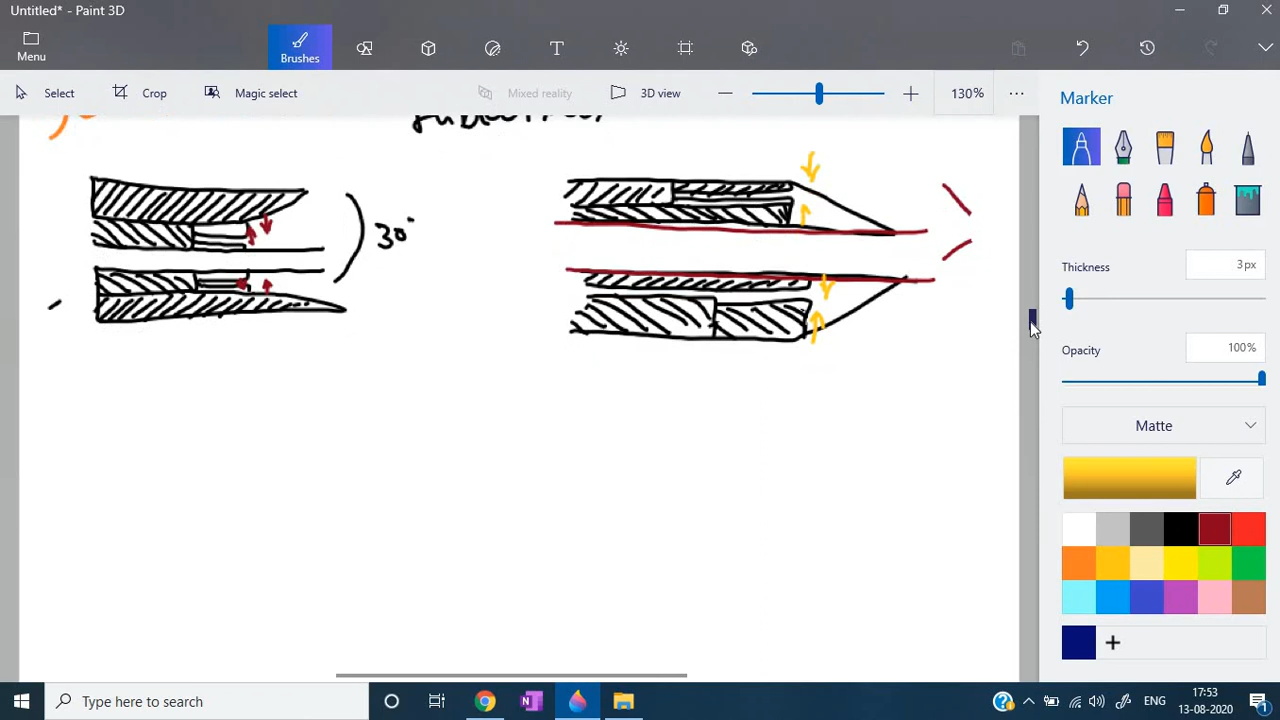 Untitled* - Paint 3D
Menu
Brushes
Select
Crop
Magic select
Mixed reality
3D view
130%
Marker
Thickness
3px
Opacity
100%
Matte
30°
Type here to search
ENG
17:53
13-08-2020
1